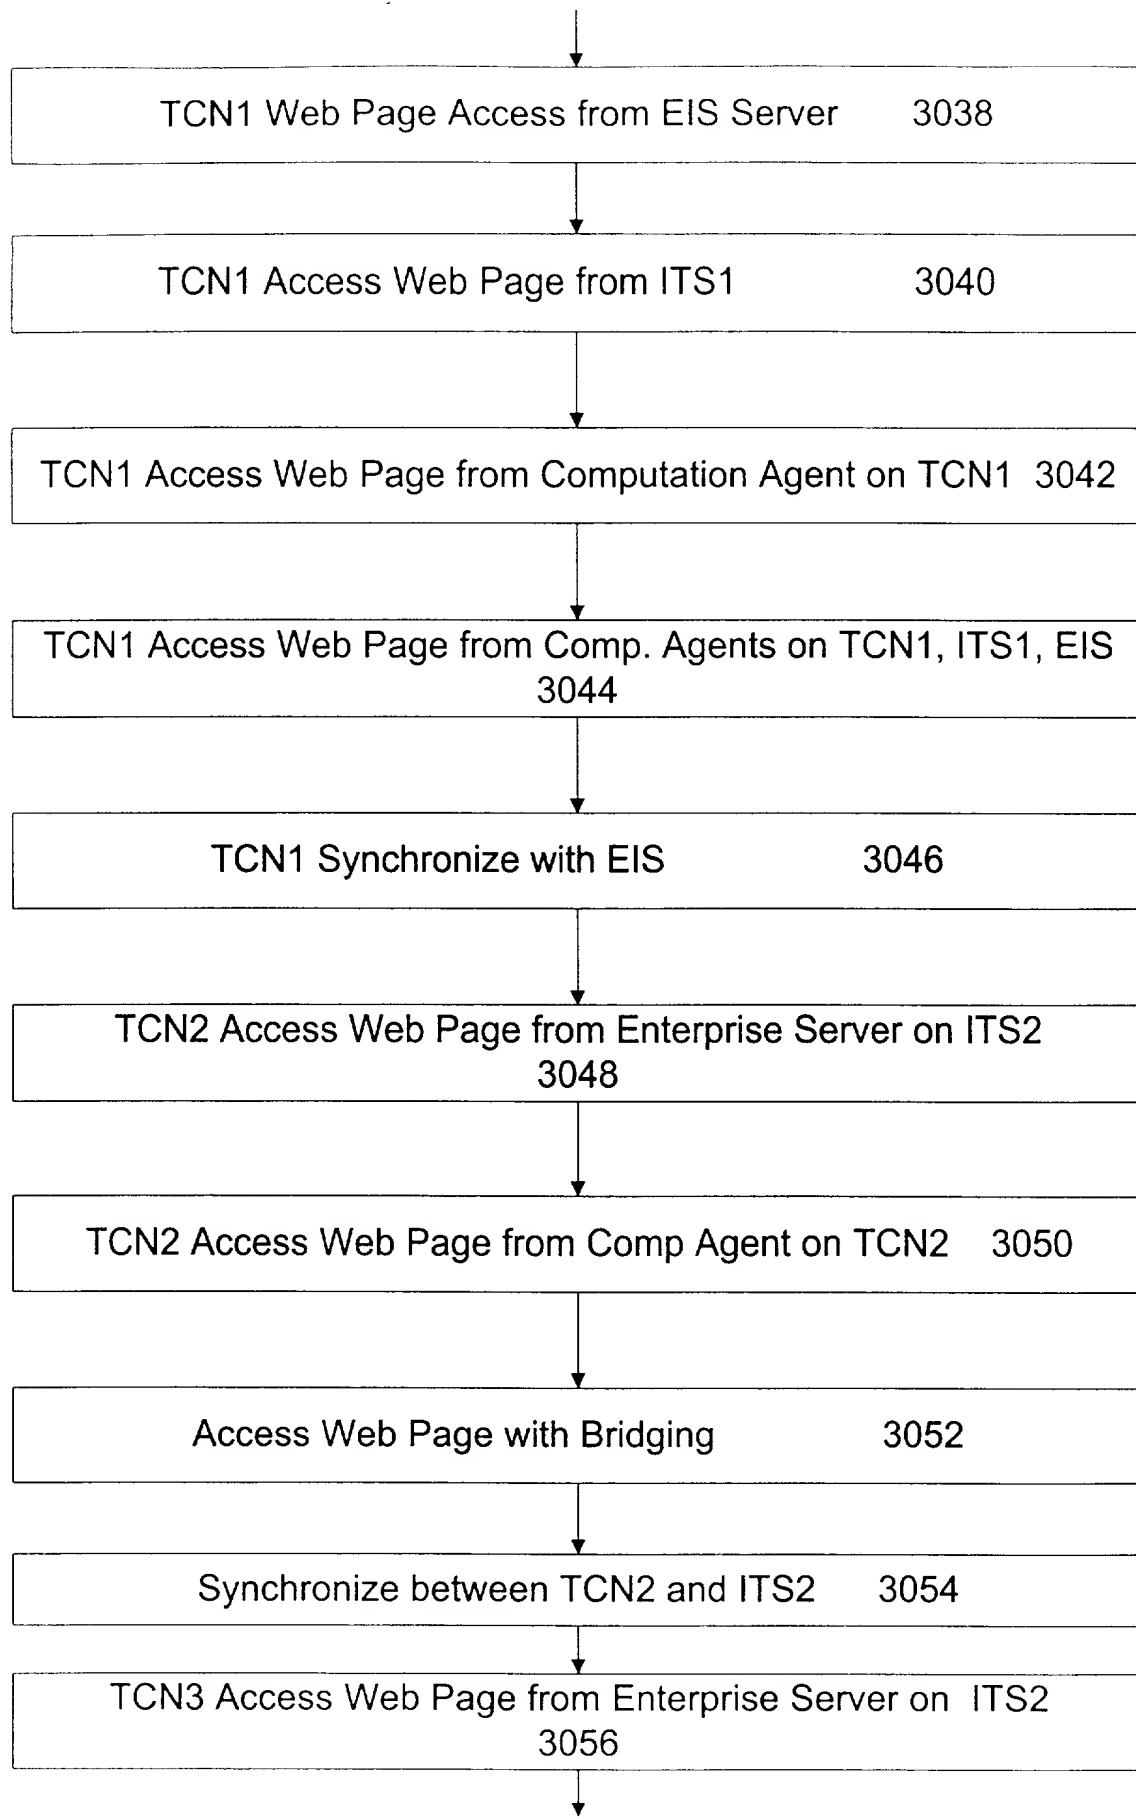 TCN1 Web Page Access from EIS Server 3038
TCN1 Access Web Page from ITS1 3040
TCN1 Access Web Page from Computation Agent on TCN1 3042
TCN1 Access Web Page from Comp. Agents on TCN1, ITS1, EIS
3044
TCN1 Synchronize with EIS 3046
TCN2 Access Web Page from Enterprise Server on ITS2
3048
TCN2 Access Web Page from Comp Agent on TCN2 3050
Access Web Page with Bridging 3052
Synchronize between TCN2 and ITS2 3054
TCN3 Access Web Page from Enterprise Server on ITS2
3056